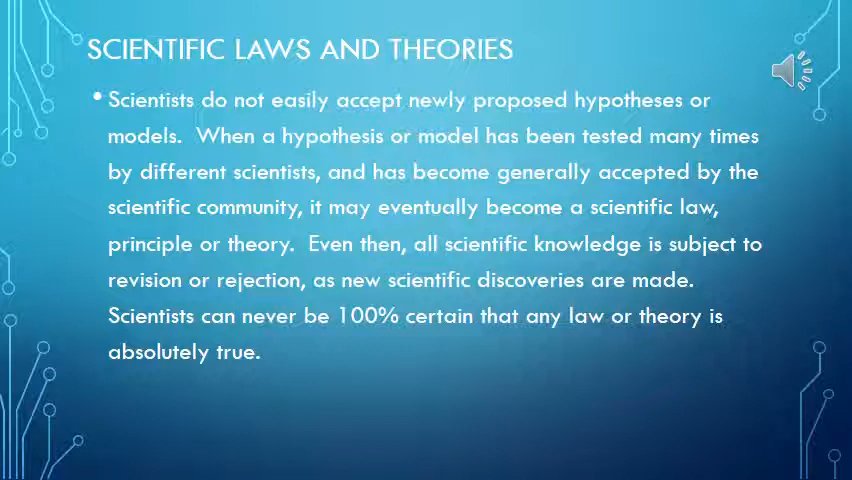 SCIENTIFIC LAWS AND THEORIES
• Scientists do not easily accept newly proposed hypotheses or
models.  When a hypothesis or model has been tested many times
by different scientists, and has become generally accepted by the
scientific community, it may eventually become a scientific law,
principle or theory.  Even then, all scientific knowledge is subject to
revision or rejection, as new scientific discoveries are made.
Scientists can never be 100% certain that any law or theory is
absolutely true.